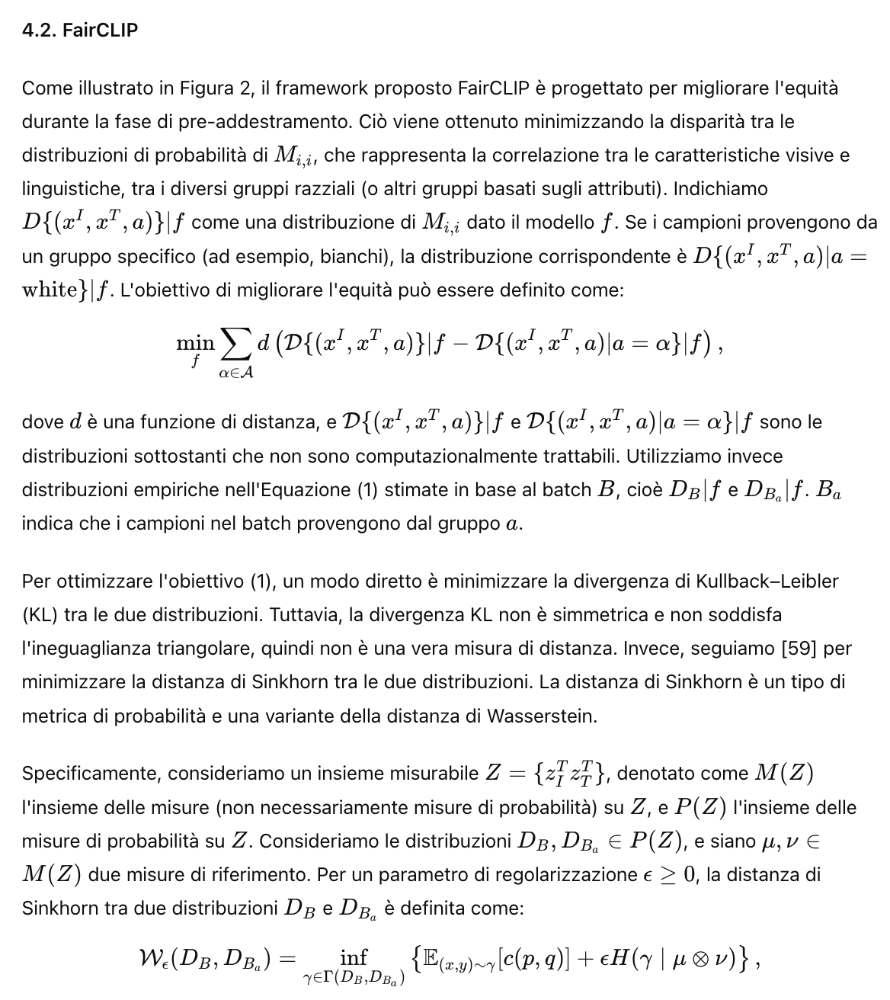 4.2. FairCLIP
Come illustrato in Figura 2, il framework proposto FairCLIP è progettato per migliorare l'equità
durante la fase di pre-addestramento. Ciò viene ottenuto minimizzando la disparità tra le
distribuzioni di probabilità di $M_{i,i}$, che rappresenta la correlazione tra le caratteristiche visive e
linguistiche, tra i diversi gruppi razziali (o altri gruppi basati sugli attributi). Indichiamo
$D\{(x^I, x^T, a)\}|f$ come una distribuzione di $M_{i,i}$ dato il modello $f$. Se i campioni provengono da
un gruppo specifico (ad esempio, bianchi), la distribuzione corrispondente è $D\{(x^I, x^T, a)|a =$
$\text{white}\}|f$. L'obiettivo di migliorare l'equità può essere definito come:
$\min_f \sum_{\alpha \in \mathcal{A}} d\left(\mathcal{D}\{(x^I, x^T, a)\}|f - \mathcal{D}\{(x^I, x^T, a)|a = \alpha\}|f\right),$
dove $d$ è una funzione di distanza, e $\mathcal{D}\{(x^I, x^T, a)\}|f$ e $\mathcal{D}\{(x^I, x^T, a)|a = \alpha\}|f$ sono le
distribuzioni sottostanti che non sono computazionalmente trattabili. Utilizziamo invece
distribuzioni empiriche nell'Equazione (1) stimate in base al batch $B$, cioè $D_B|f$ e $D_{B_a}|f$. $B_a$
indica che i campioni nel batch provengono dal gruppo $a$.
Per ottimizzare l'obiettivo (1), un modo diretto è minimizzare la divergenza di Kullback–Leibler
(KL) tra le due distribuzioni. Tuttavia, la divergenza KL non è simmetrica e non soddisfa
l'ineguaglianza triangolare, quindi non è una vera misura di distanza. Invece, seguiamo [59] per
minimizzare la distanza di Sinkhorn tra le due distribuzioni. La distanza di Sinkhorn è un tipo di
metrica di probabilità e una variante della distanza di Wasserstein.
Specificamente, consideriamo un insieme misurabile $Z = \{z_I^T z_T^T\}$, denotato come $M(Z)$
l'insieme delle misure (non necessariamente misure di probabilità) su $Z$, e $P(Z)$ l'insieme delle
misure di probabilità su $Z$. Consideriamo le distribuzioni $D_B, D_{B_a} \in P(Z)$, e siano $\mu, \nu \in$
$M(Z)$ due misure di riferimento. Per un parametro di regolarizzazione $\epsilon \geq 0$, la distanza di
Sinkhorn tra due distribuzioni $D_B$ e $D_{B_a}$ è definita come:
$\mathcal{W}_\epsilon(D_B, D_{B_a}) = \inf_{\gamma \in \Gamma(D_B, D_{B_a})} \left\{\mathbb{E}_{(x,y) \sim \gamma}[c(p, q)] + \epsilon H(\gamma \mid \mu \otimes \nu)\right\},$